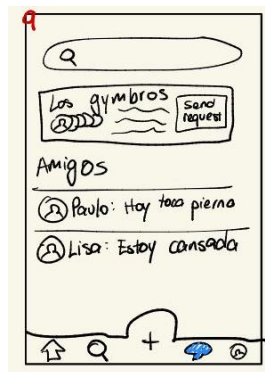 9
Los gymbros
Send
request
Amigos
Paulo: Hoy toca pierna
Lisa: Estoy cansada